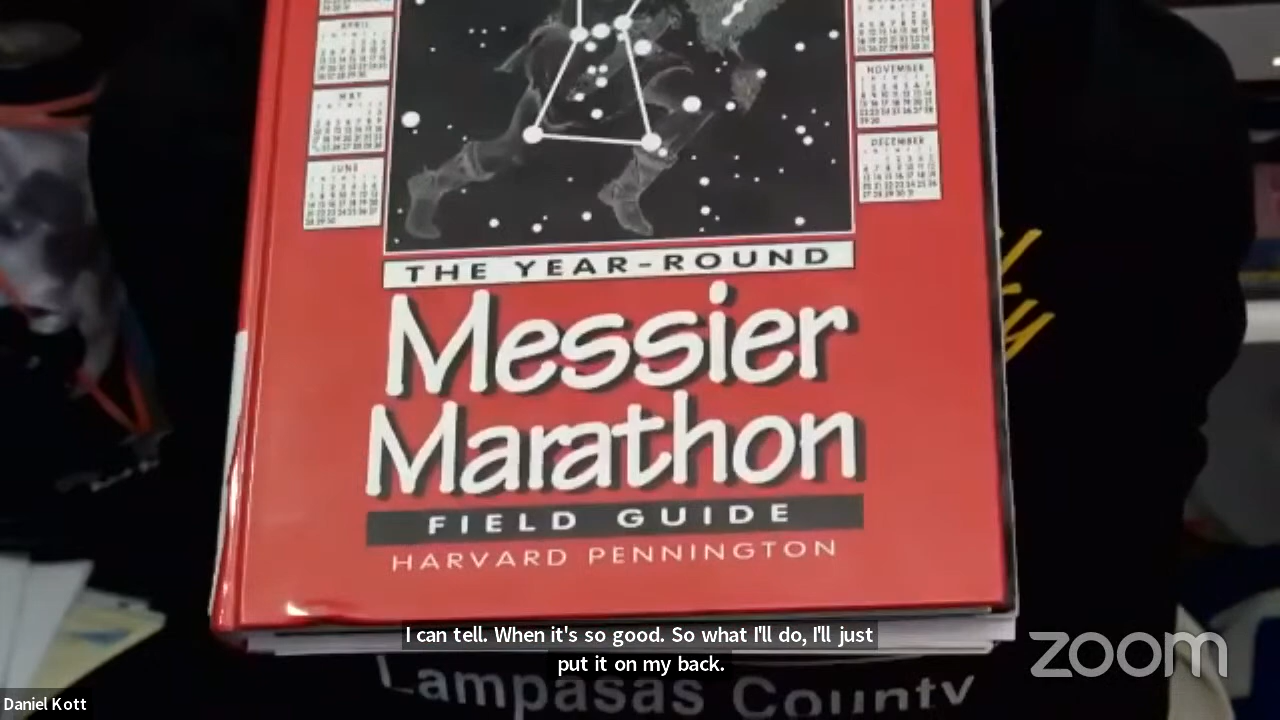 APRIL
MAY
JUNE
NOVEMBER
DECEMBER
THE YEAR-ROUND
Messier
Marathon
FIELD GUIDE
HARVARD PENNINGTON
I can tell. When it's so good. So what I'll do, I'll just
put it on my back.
zoom
Lampasas County
Daniel Kott